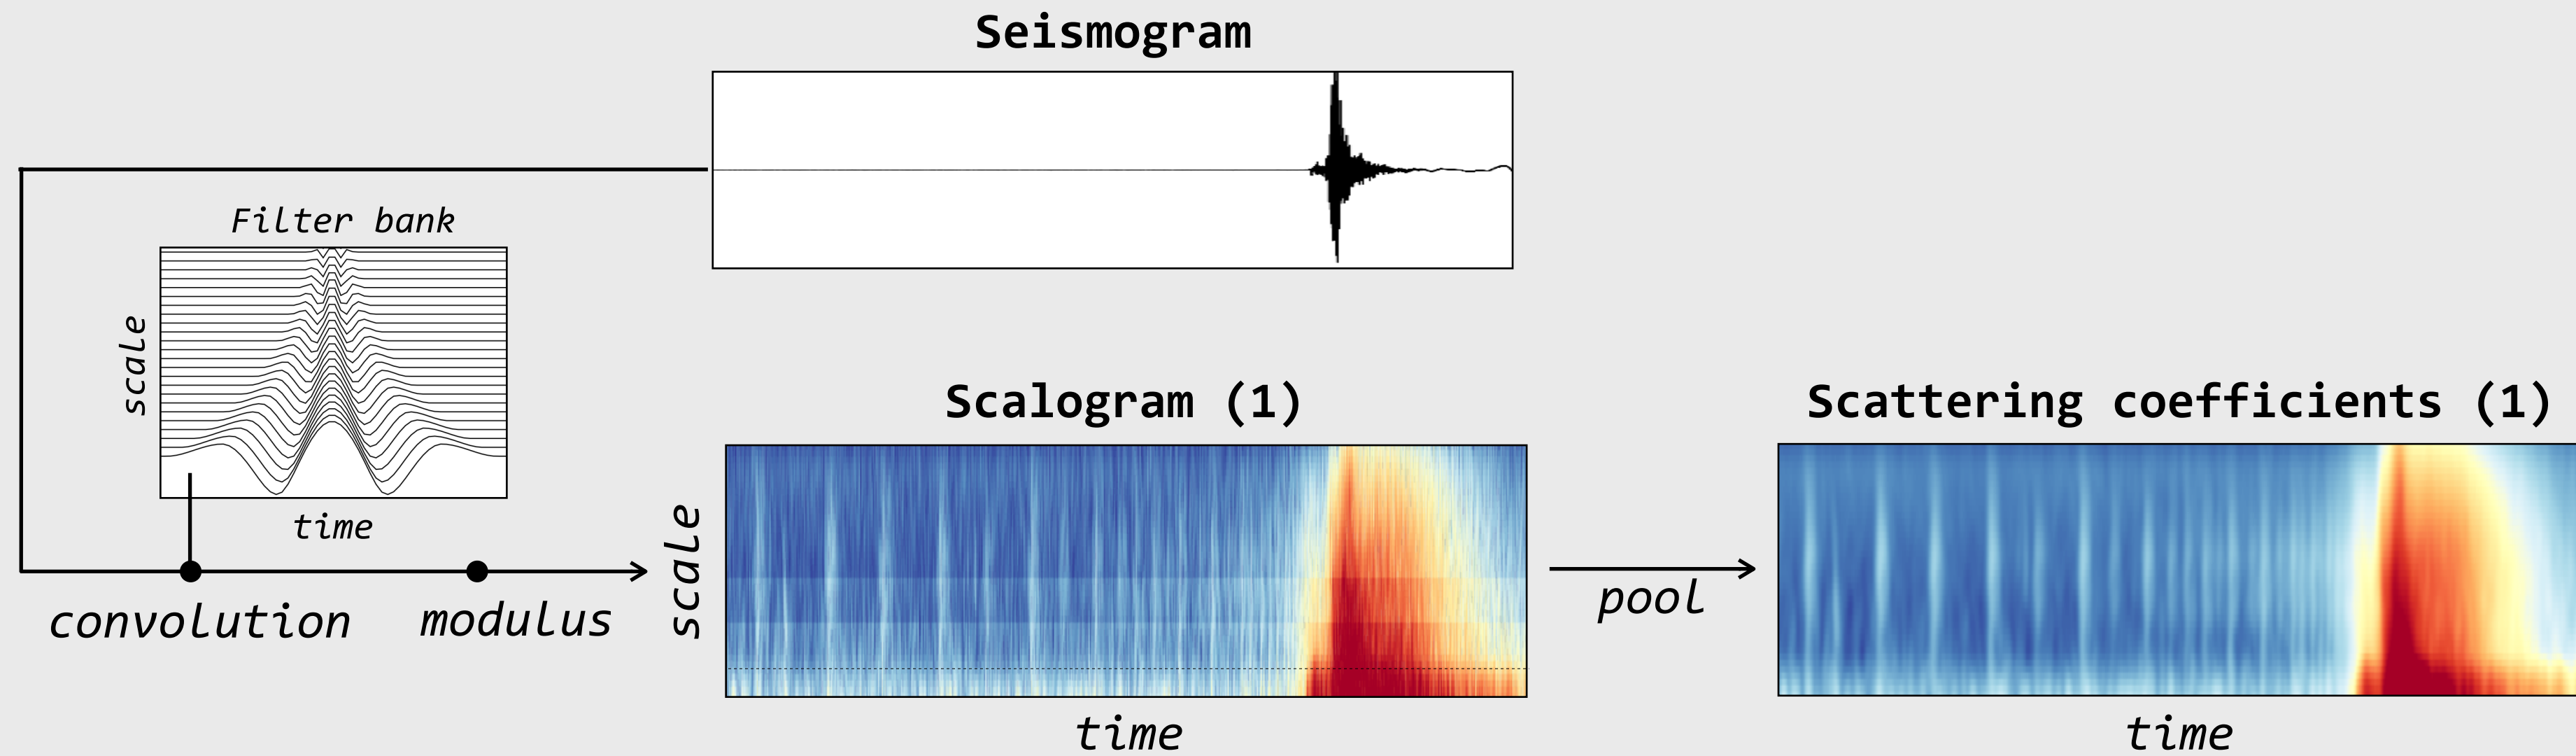 Seismogram
Filter bank
scale
time
convolution
modulus
Scalogram (1)
scale
time
pool
Scattering coefficients (1)
time